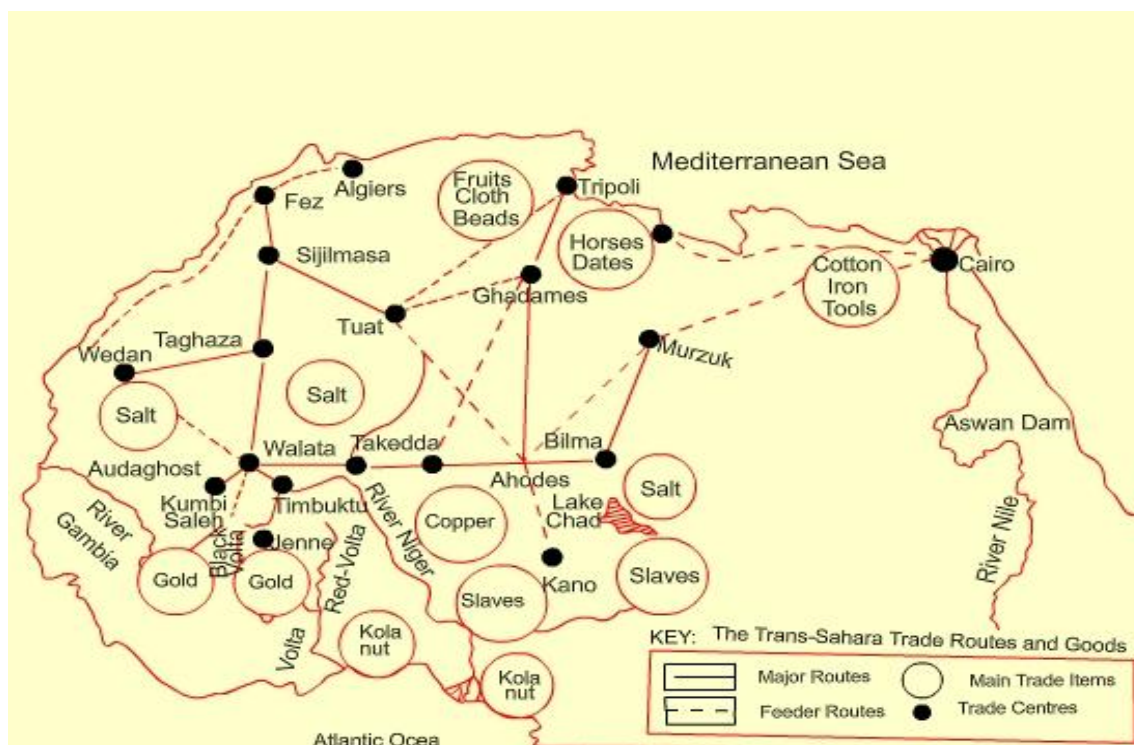 Mediterranean Sea
Algiers
Fez
Fruits
Cloth
Beads
Tripoli
Sijilmasa
Horses
Dates
Cotton
Iron
Tools
Cairo
Ghadames
Tuat
Taghaza
Wedan
Murzuk
Salt
Salt
Aswan Dam
Walata
Takedda
Bilma
Audaghost
Ahodes
Kumbi
Saleh
Timbuktu
Salt
Lake
Chad
River
Gambia
Black
Volta
River Niger
Copper
River Nile
Jenne
Gold
Gold
Red-Volta
Kano
Slaves
Slaves
Volta
Kola
nut
Kola
nut
KEY: The Trans-Sahara Trade Routes and Goods
Major Routes
Main Trade Items
Feeder Routes
Trade Centres
Atlantic Ocea